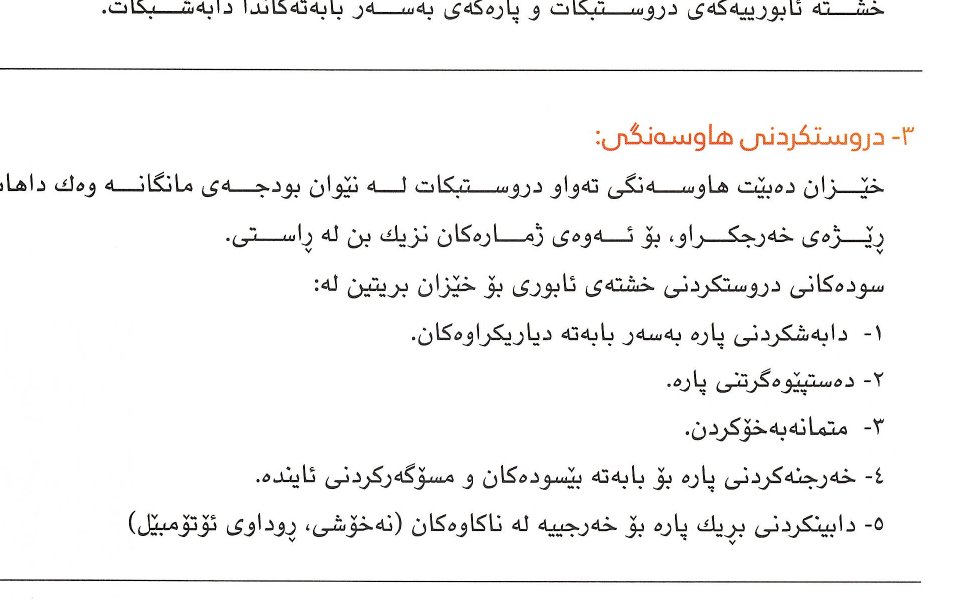 خشتە ئابورییەکەی دروستبکات و پارەکەی بەسەر بابەتەکاندا دابەشبکات.
٣- دروستکردنی هاوسەنگی:
خێزان دەبێت هاوسەنگی تەواو دروستبکات لە نێوان بودجەی مانگانە وەك
ڕێژەی خەرجکراو، بۆ ئەوەی ژمارەکان نزیك بن لە ڕاستی.
سودەکانی دروستکردنی خشتەی ئابوری بۆ خێزان بریتین لە:
١- دابەشکردنی پارە بەسەر بابەتە دیاریکراوەکان.
٢- دەستپێوەگرتنی پارە.
٣- متمانەبەخۆکردن.
٤- خەرجنەکردنی پارە بۆ بابەتە بێسودەکان و مسۆگەرکردنی ئایندە.
٥- دابینکردنی بڕیك پارە بۆ خەرجییە لە ناکاوەکان (نەخۆشی، ڕوداوی ئۆتۆمبێل)